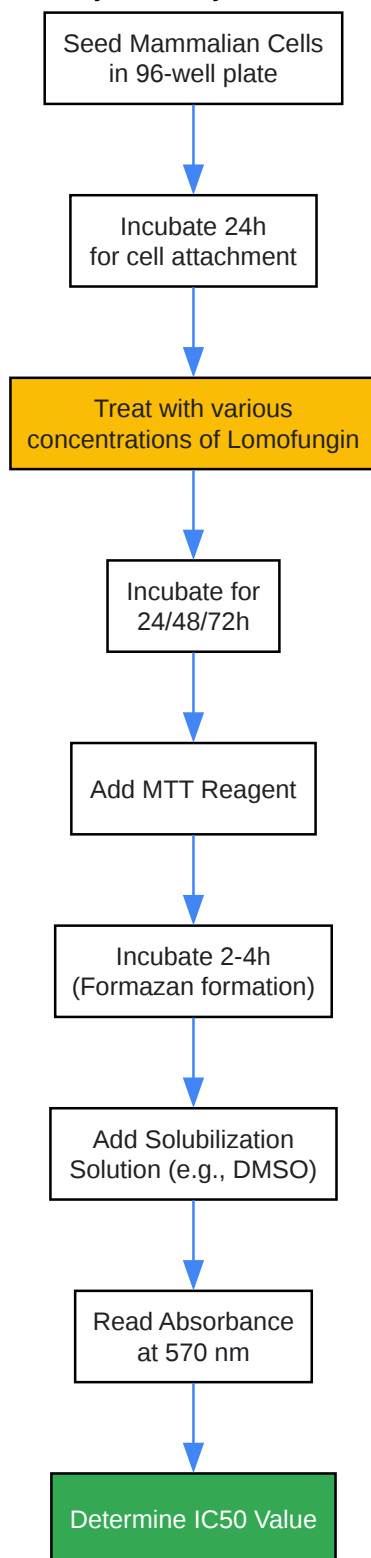 Seed Mammalian Cells
in 96-well plate
Incubate 24h
for cell attachment
Treat with various
concentrations of Lomofungin
Incubate for
24/48/72h
Add MTT Reagent
Incubate 2-4h
(Formazan formation)
Add Solubilization
Solution (e.g., DMSO)
Read Absorbance
at 570 nm
Determine IC50 Value